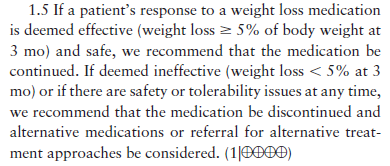 1.5 If a patient's response to a weight loss medication
is deemed effective (weight loss ≥ 5% of body weight at
3 mo) and safe, we recommend that the medication be
continued. If deemed ineffective (weight loss < 5% at 3
mo) or if there are safety or tolerability issues at any time,
we recommend that the medication be discontinued and
alternative medications or referral for alternative treat-
ment approaches be considered. (1|⊕⊕⊕⊕)